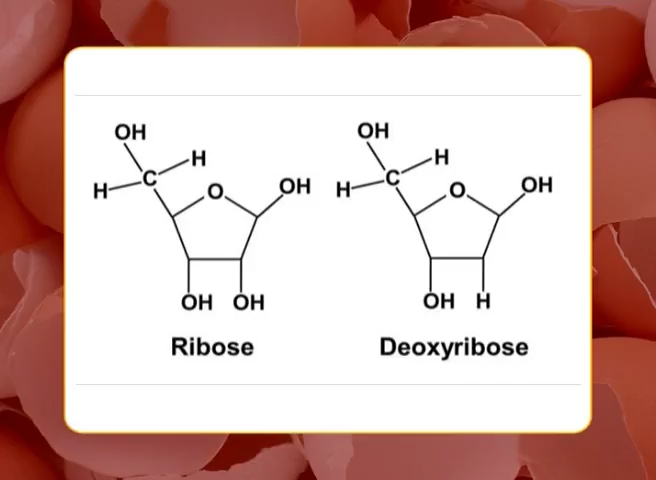 OH OH
H H
C O OH C O OH
H H
OH OH OH H
Ribose Deoxyribose